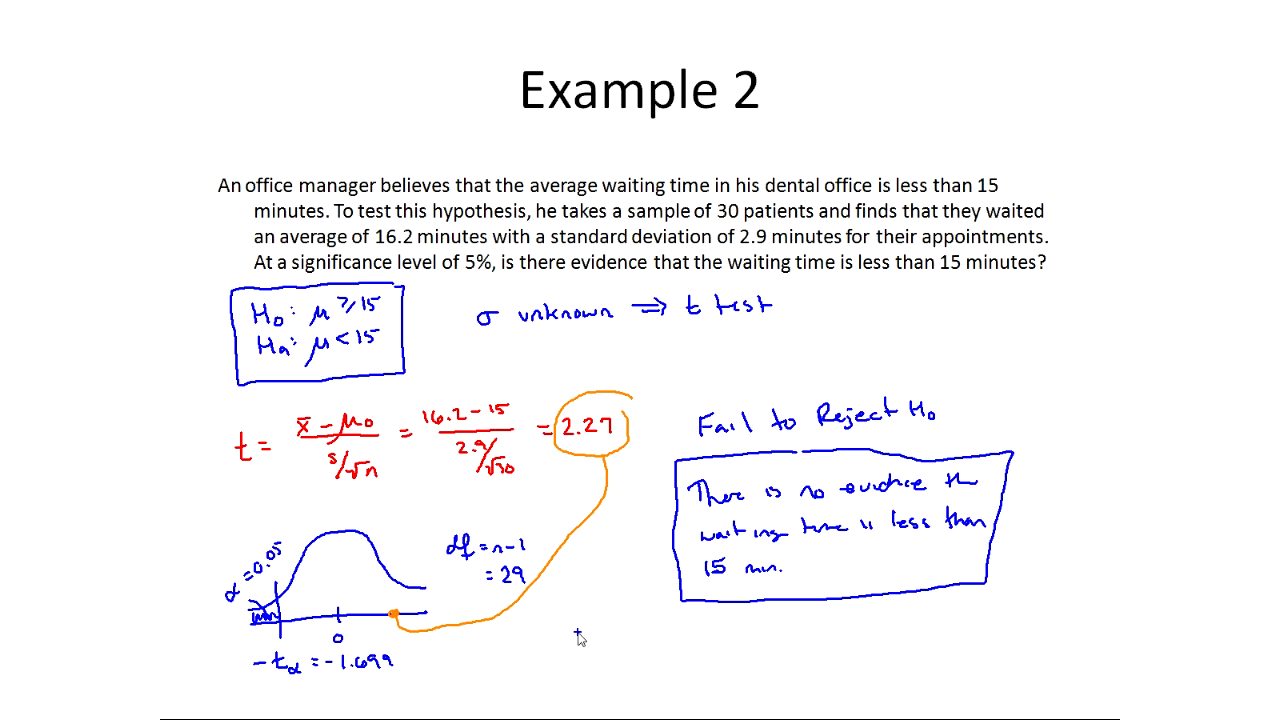 Example 2
An office manager believes that the average waiting time in his dental office is less than 15
minutes. To test this hypothesis, he takes a sample of 30 patients and finds that they waited
an average of 16.2 minutes with a standard deviation of 2.9 minutes for their appointments.
At a significance level of 5%, is there evidence that the waiting time is less than 15 minutes?
H₀: μ ≥ 15
Hₐ: μ < 15
σ unknown ⟹ t test
t = (x̄ - μ₀)/(s/√n) = (16.2 - 15)/(2.9/√30) = 2.27
Fail to Reject H₀
There is no evidence the
waiting time is less than
15 min.
α = 0.05
df = n-1
= 29
0
-tα = -1.699